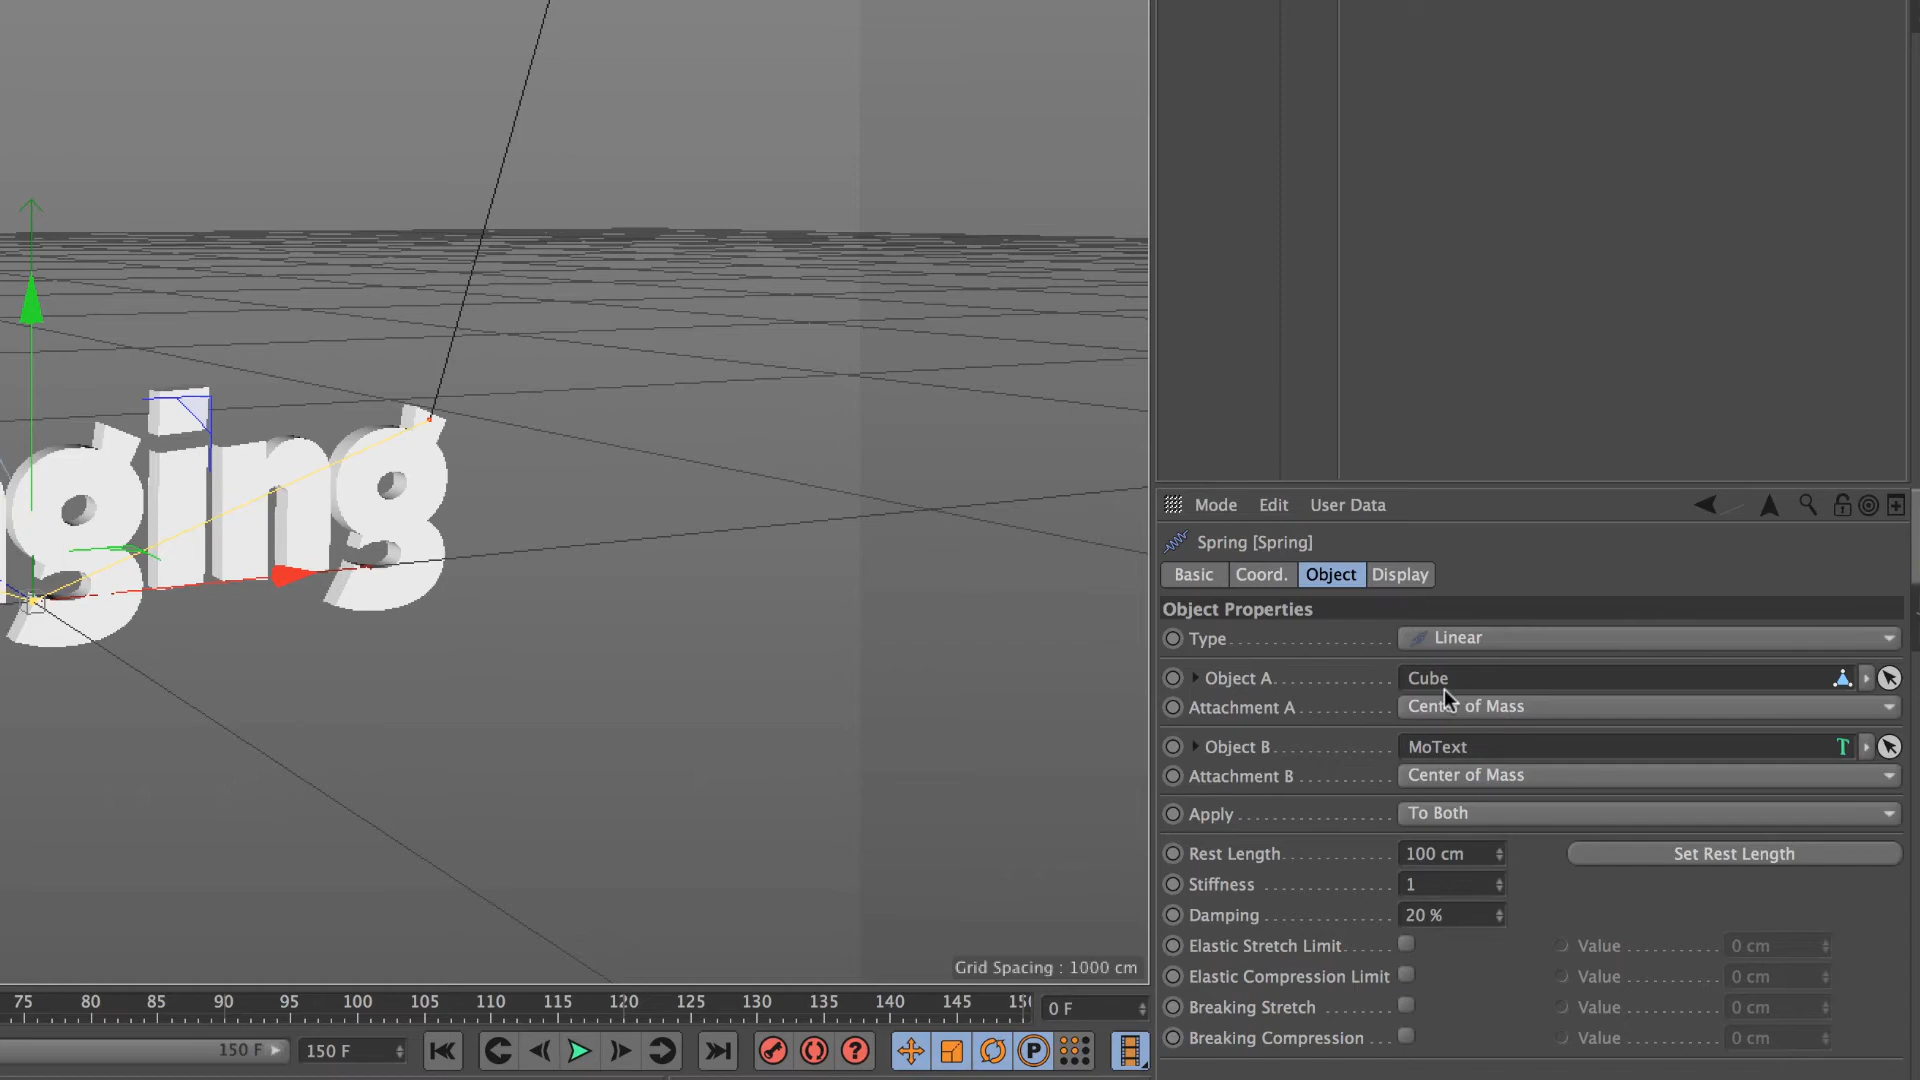 ging
Grid Spacing : 1000 cm
75 80 85 90 95 100 105 110 115 120 125 130 135 140 145 150
0 F
150 F
150 F
P
Mode Edit User Data
Spring [Spring]
Basic Coord. Object Display
Object Properties
Type Linear
Object A Cube
Attachment A Center of Mass
Object B MoText T
Attachment B Center of Mass
Apply To Both
Rest Length 100 cm Set Rest Length
Stiffness 1
Damping 20 %
Elastic Stretch Limit Value 0 cm
Elastic Compression Limit Value 0 cm
Breaking Stretch Value 0 cm
Breaking Compression Value 0 cm